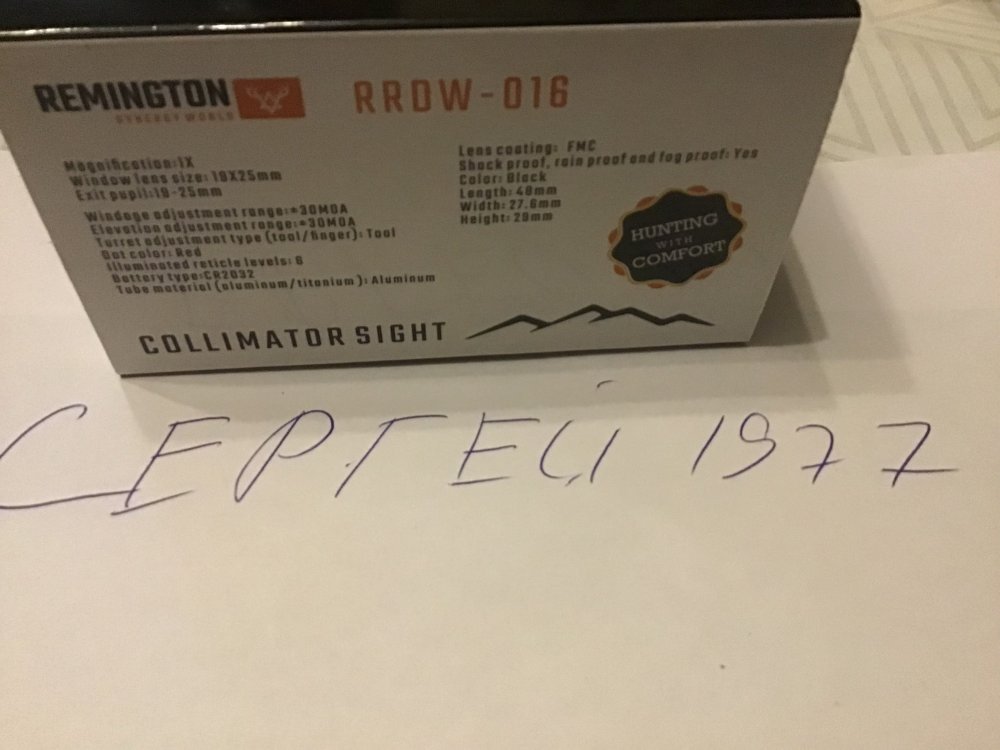 REMINGTON
SYNERGY WORLD
RRDW-016
Magnification:1X
Window lens size: 19X25mm
Exit pupil:19-25mm
Windage adjustment range:±30MOA
Elevation adjustment range:±30MOA
Turret adjustment type (tool/finger): Tool
Dot color: Red
Illuminated reticle levels: 6
Battery type:CR2032
Tube material (aluminum/titanium): Aluminum
Lens coating: FMC
Shock proof, rain proof and fog proof: Yes
Color: Black
Length: 48mm
Width: 27.6mm
Height: 29mm
HUNTING
WITH
COMFORT
COLLIMATOR SIGHT
СЕРГЕЙ 1977